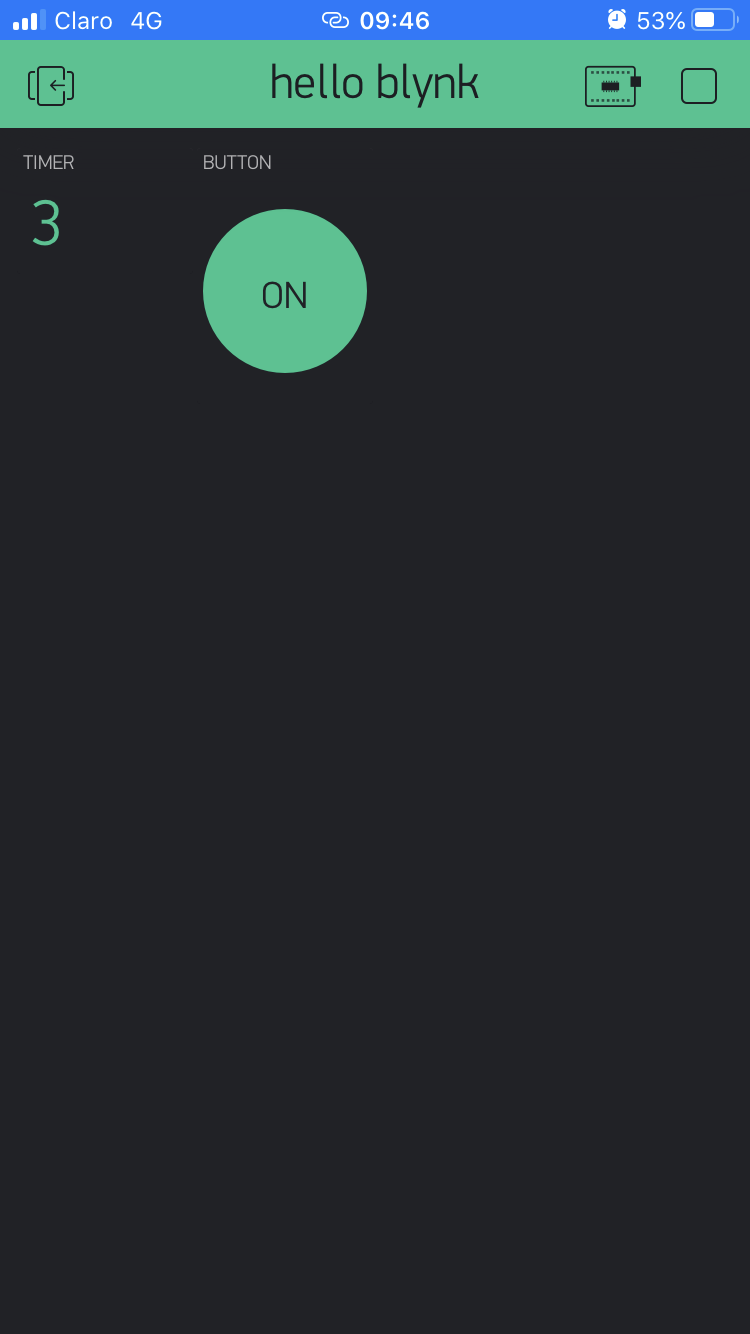 Claro 4G 09:46 53%
hello blynk
TIMER BUTTON
3
ON